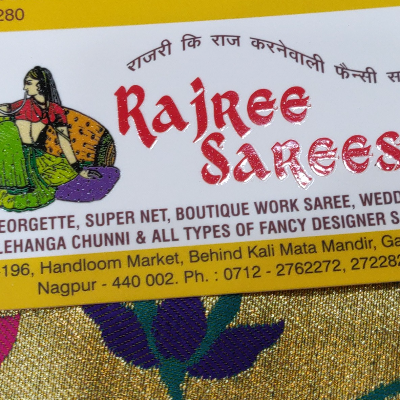 280
राजरी कि राज करनेवाली फॅन्सी स
Rajree
Sarees
EORGETTE, SUPER NET, BOUTIQUE WORK SAREE, WEDD
LEHANGA CHUNNI & ALL TYPES OF FANCY DESIGNER S
-196, Handloom Market, Behind Kali Mata Mandir, Ga
Nagpur - 440 002. Ph. : 0712 - 2762272, 272282